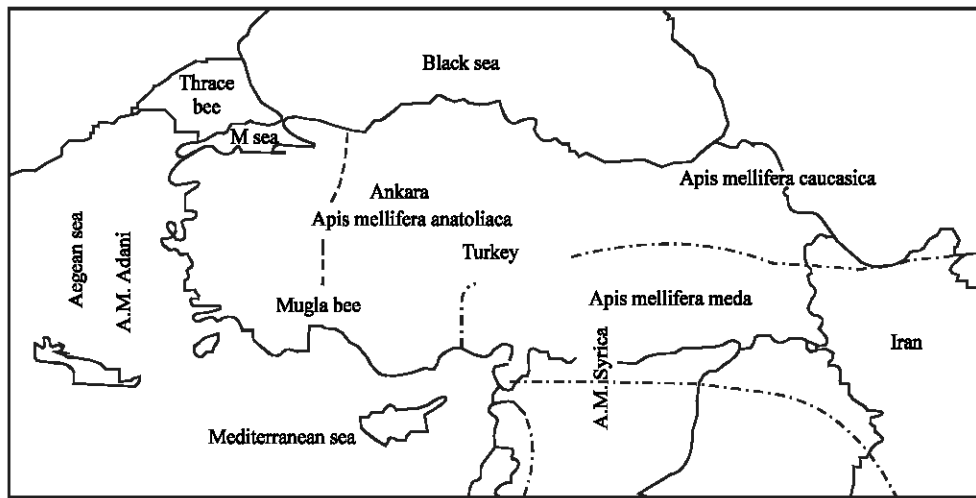 Black sea
Thrace
bee
M sea
Apis mellifera caucasica
Ankara
Apis mellifera anatoliaca
Aegean sea
A.M. Adani
Turkey
Mugla bee
Apis mellifera meda
A.M. Syrica
Iran
Mediterranean sea